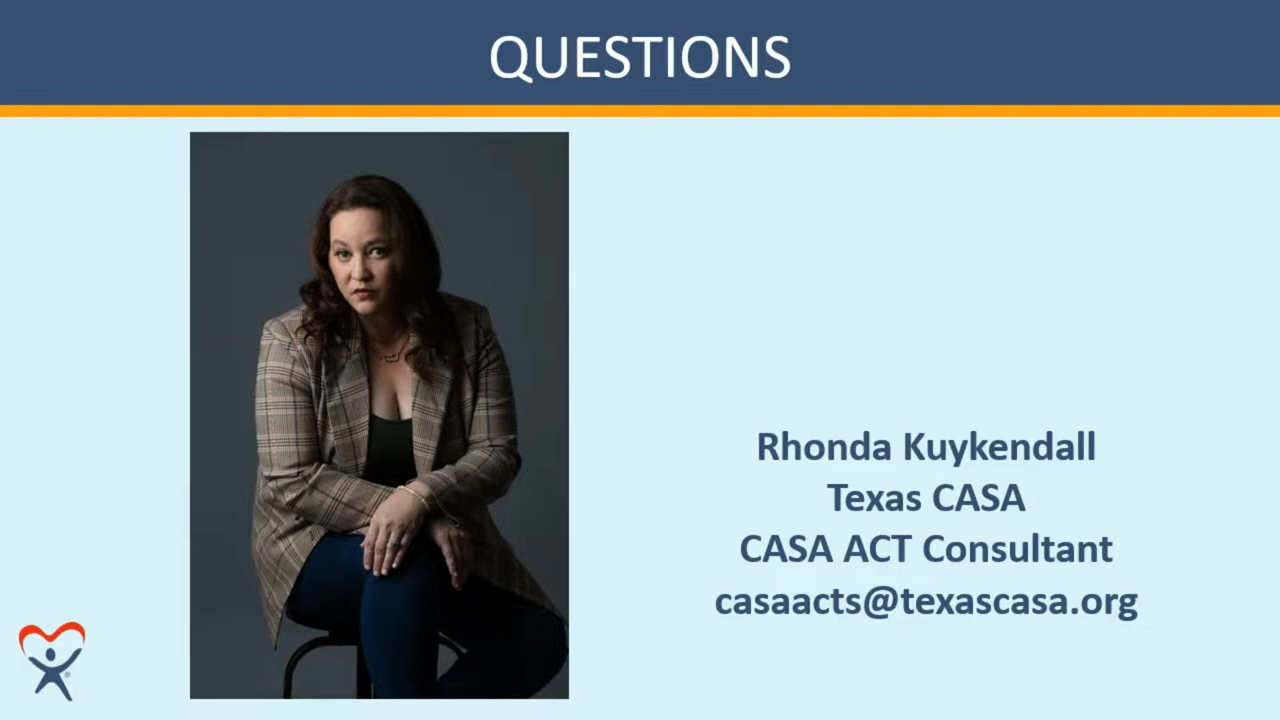 QUESTIONS
Rhonda Kuykendall
Texas CASA
CASA ACT Consultant
casaacts@texascasa.org
®